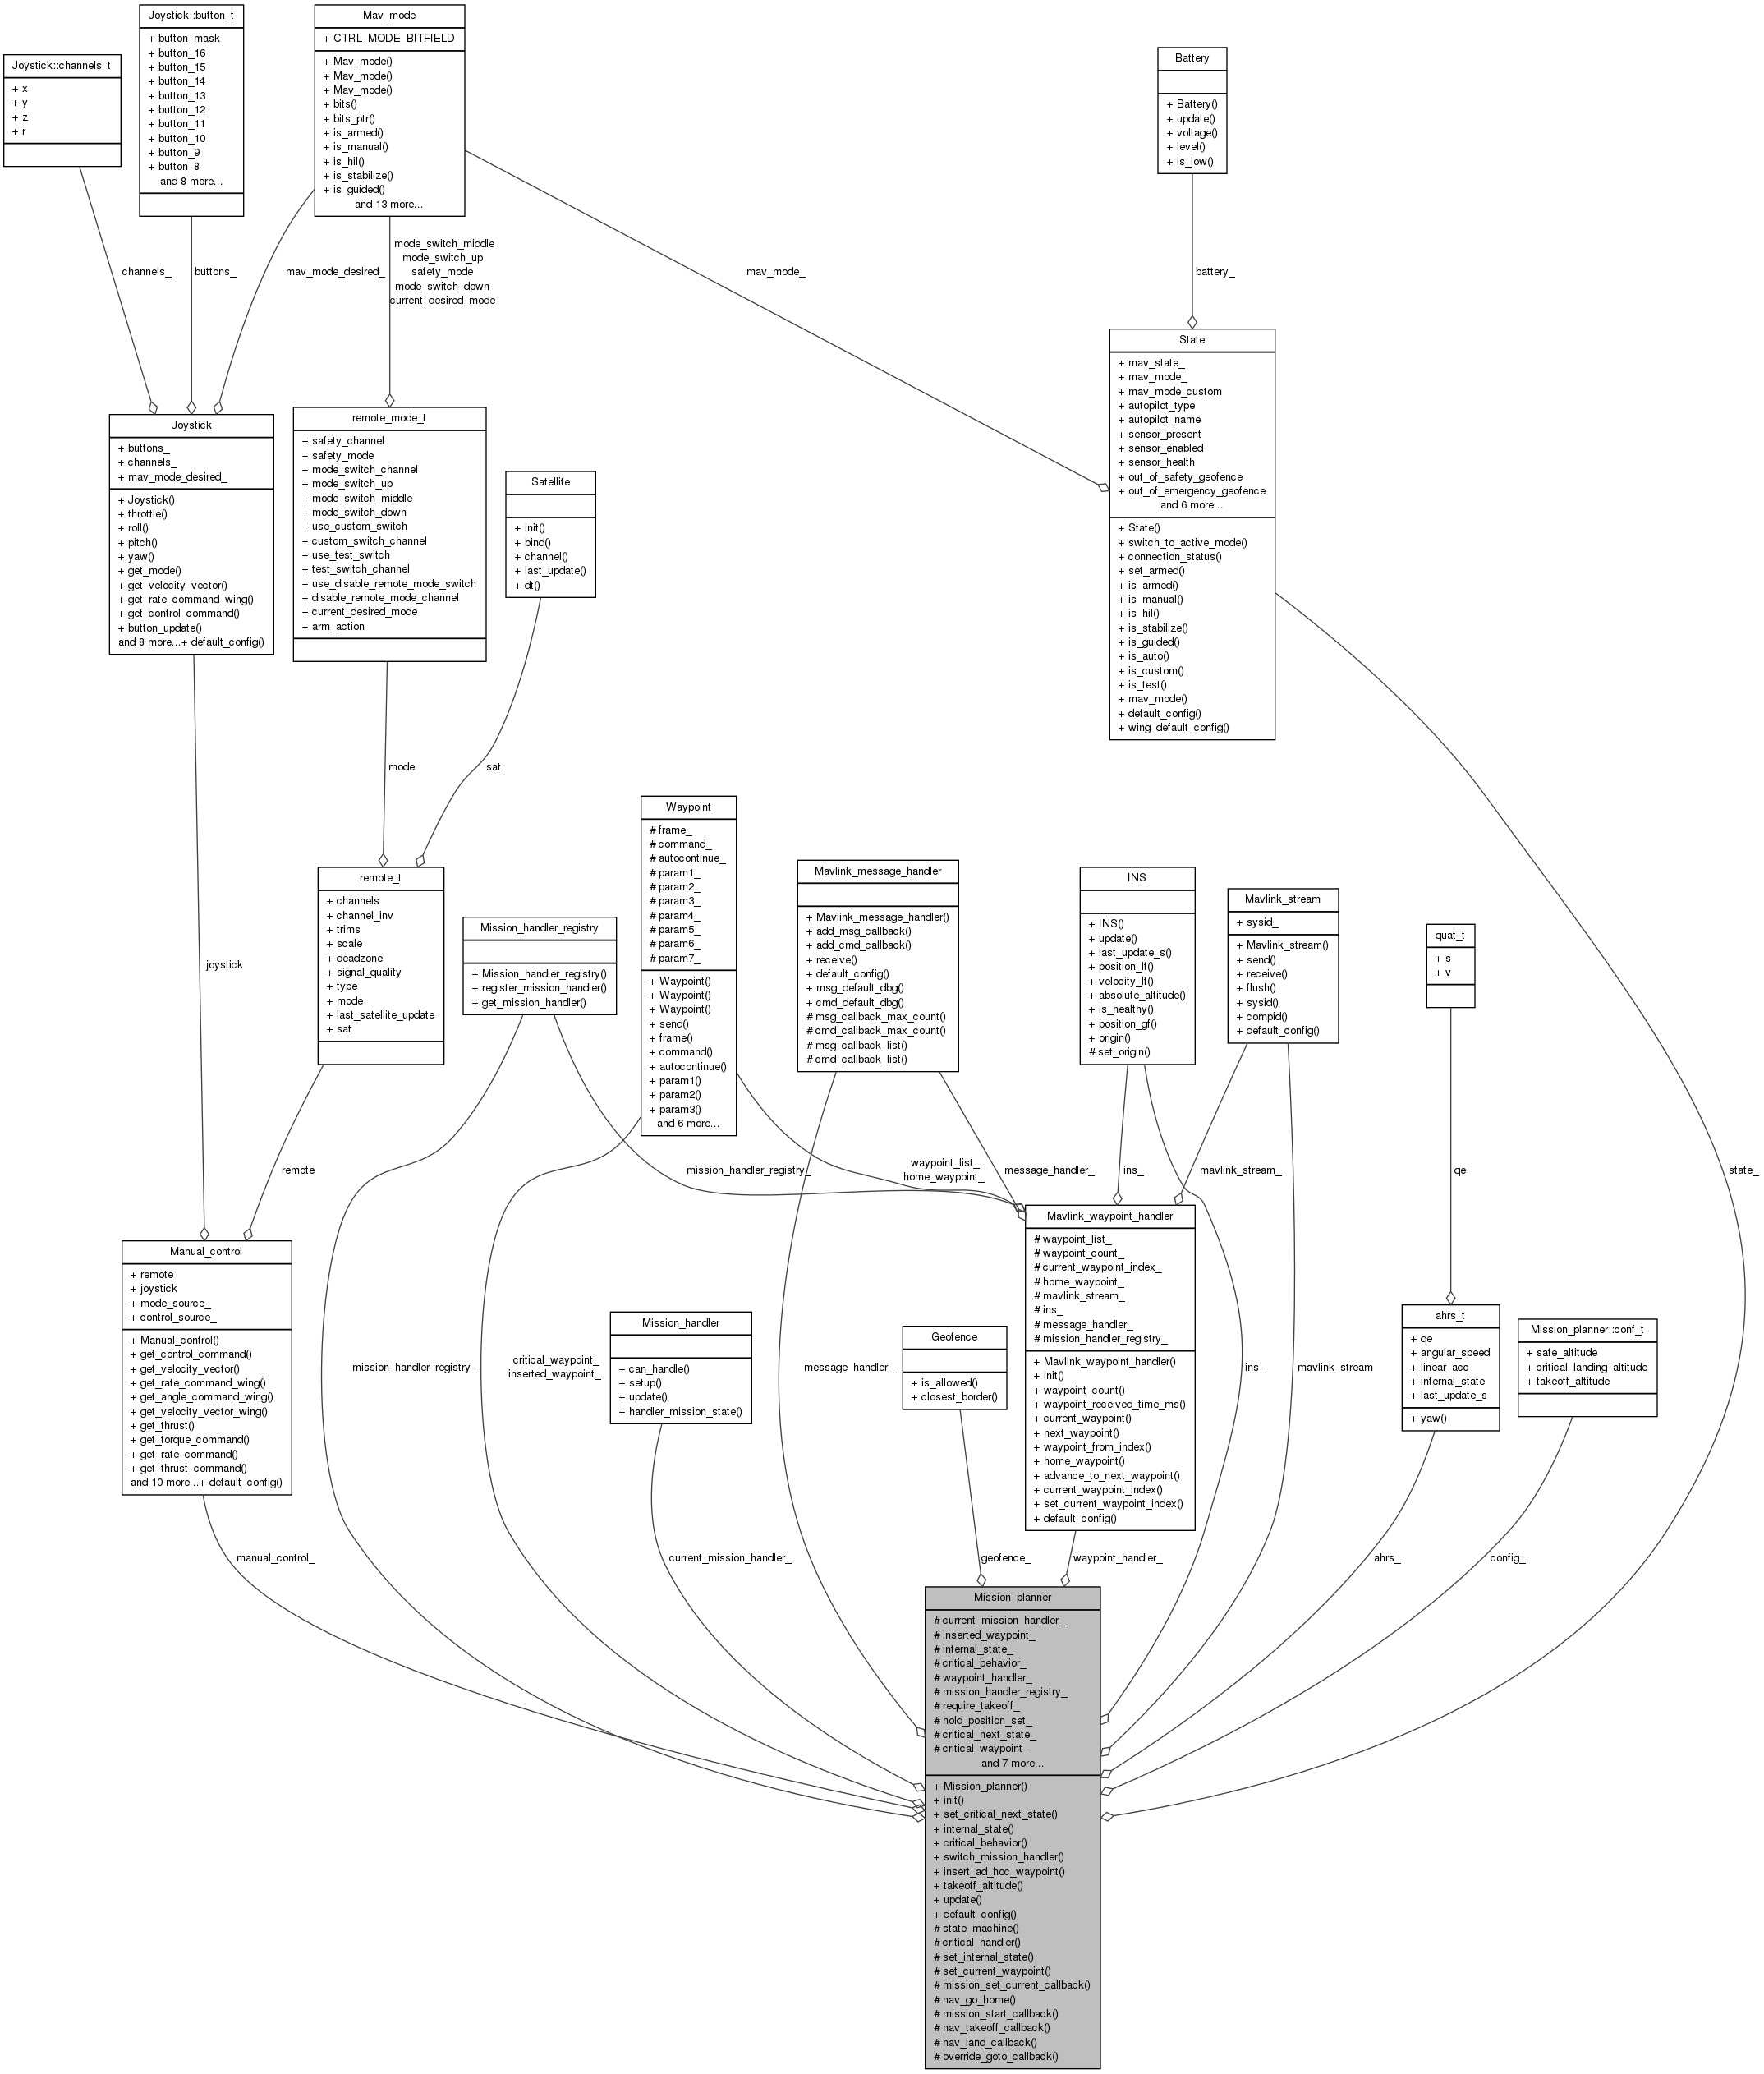 Joystick::button_t
+ button_mask
+ button_16
+ button_15
+ button_14
+ button_13
+ button_12
+ button_11
+ button_10
+ button_9
+ button_8
and 8 more...
Mav_mode
+ CTRL_MODE_BITFIELD
+ Mav_mode()
+ Mav_mode()
+ Mav_mode()
+ bits()
+ bits_ptr()
+ is_armed()
+ is_manual()
+ is_hil()
+ is_stabilize()
+ is_guided()
and 13 more...
Joystick::channels_t
+ x
+ y
+ z
+ r
Battery
+ Battery()
+ update()
+ voltage()
+ level()
+ is_low()
channels_
buttons_
mav_mode_desired_
mode_switch_middle
mode_switch_up
safety_mode
mode_switch_down
current_desired_mode
mav_mode_
battery_
State
+ mav_state_
+ mav_mode_
+ mav_mode_custom
+ autopilot_type
+ autopilot_name
+ sensor_present
+ sensor_enabled
+ sensor_health
+ out_of_safety_geofence
+ out_of_emergency_geofence
and 6 more...
+ State()
+ switch_to_active_mode()
+ connection_status()
+ set_armed()
+ is_armed()
+ is_manual()
+ is_hil()
+ is_stabilize()
+ is_guided()
+ is_auto()
+ is_custom()
+ is_test()
+ mav_mode()
+ default_config()
+ wing_default_config()
Joystick
+ buttons_
+ channels_
+ mav_mode_desired_
+ Joystick()
+ throttle()
+ roll()
+ pitch()
+ yaw()
+ get_mode()
+ get_velocity_vector()
+ get_rate_command_wing()
+ get_control_command()
+ button_update()
and 8 more...+ default_config()
remote_mode_t
+ safety_channel
+ safety_mode
+ mode_switch_channel
+ mode_switch_up
+ mode_switch_middle
+ mode_switch_down
+ use_custom_switch
+ custom_switch_channel
+ use_test_switch
+ test_switch_channel
+ use_disable_remote_mode_switch
+ disable_remote_mode_channel
+ current_desired_mode
+ arm_action
Satellite
+ init()
+ bind()
+ channel()
+ last_update()
+ dt()
mode
sat
Waypoint
# frame_
# command_
# autocontinue_
# param1_
# param2_
# param3_
# param4_
# param5_
# param6_
# param7_
+ Waypoint()
+ Waypoint()
+ Waypoint()
+ send()
+ frame()
+ command()
+ autocontinue()
+ param1()
+ param2()
+ param3()
and 6 more...
Mavlink_message_handler
+ Mavlink_message_handler()
+ add_msg_callback()
+ add_cmd_callback()
+ receive()
+ default_config()
+ msg_default_dbg()
+ cmd_default_dbg()
# msg_callback_max_count()
# cmd_callback_max_count()
# msg_callback_list()
# cmd_callback_list()
remote_t
+ channels
+ channel_inv
+ trims
+ scale
+ deadzone
+ signal_quality
+ type
+ mode
+ last_satellite_update
+ sat
INS
+ INS()
+ update()
+ last_update_s()
+ position_lf()
+ velocity_lf()
+ absolute_altitude()
+ is_healthy()
+ position_gf()
+ origin()
# set_origin()
Mavlink_stream
+ sysid_
+ Mavlink_stream()
+ send()
+ receive()
+ flush()
+ sysid()
+ compid()
+ default_config()
Mission_handler_registry
+ Mission_handler_registry()
+ register_mission_handler()
+ get_mission_handler()
quat_t
+ s
+ v
joystick
remote
mission_handler_registry_
waypoint_list_
home_waypoint_
message_handler_
ins_
mavlink_stream_
qe
state_
Mavlink_waypoint_handler
# waypoint_list_
# waypoint_count_
# current_waypoint_index_
# home_waypoint_
# mavlink_stream_
# ins_
# message_handler_
# mission_handler_registry_
+ Mavlink_waypoint_handler()
+ init()
+ waypoint_count()
+ waypoint_received_time_ms()
+ current_waypoint()
+ next_waypoint()
+ waypoint_from_index()
+ home_waypoint()
+ advance_to_next_waypoint()
+ current_waypoint_index()
+ set_current_waypoint_index()
+ default_config()
Manual_control
+ remote
+ joystick
+ mode_source_
+ control_source_
+ Manual_control()
+ get_control_command()
+ get_velocity_vector()
+ get_rate_command_wing()
+ get_angle_command_wing()
+ get_velocity_vector_wing()
+ get_thrust()
+ get_torque_command()
+ get_rate_command()
+ get_thrust_command()
and 10 more...+ default_config()
Mission_handler
+ can_handle()
+ setup()
+ update()
+ handler_mission_state()
Geofence
+ is_allowed()
+ closest_border()
ahrs_t
+ qe
+ angular_speed
+ linear_acc
+ internal_state
+ last_update_s
+ yaw()
Mission_planner::conf_t
+ safe_altitude
+ critical_landing_altitude
+ takeoff_altitude
mission_handler_registry_
critical_waypoint_
inserted_waypoint_
message_handler_
ins_
mavlink_stream_
manual_control_
current_mission_handler_
geofence_
waypoint_handler_
ahrs_
config_
Mission_planner
# current_mission_handler_
# inserted_waypoint_
# internal_state_
# critical_behavior_
# waypoint_handler_
# mission_handler_registry_
# require_takeoff_
# hold_position_set_
# critical_next_state_
# critical_waypoint_
and 7 more...
+ Mission_planner()
+ init()
+ set_critical_next_state()
+ internal_state()
+ critical_behavior()
+ switch_mission_handler()
+ insert_ad_hoc_waypoint()
+ takeoff_altitude()
+ update()
+ default_config()
# state_machine()
# critical_handler()
# set_internal_state()
# set_current_waypoint()
# mission_set_current_callback()
# nav_go_home()
# mission_start_callback()
# nav_takeoff_callback()
# nav_land_callback()
# override_goto_callback()